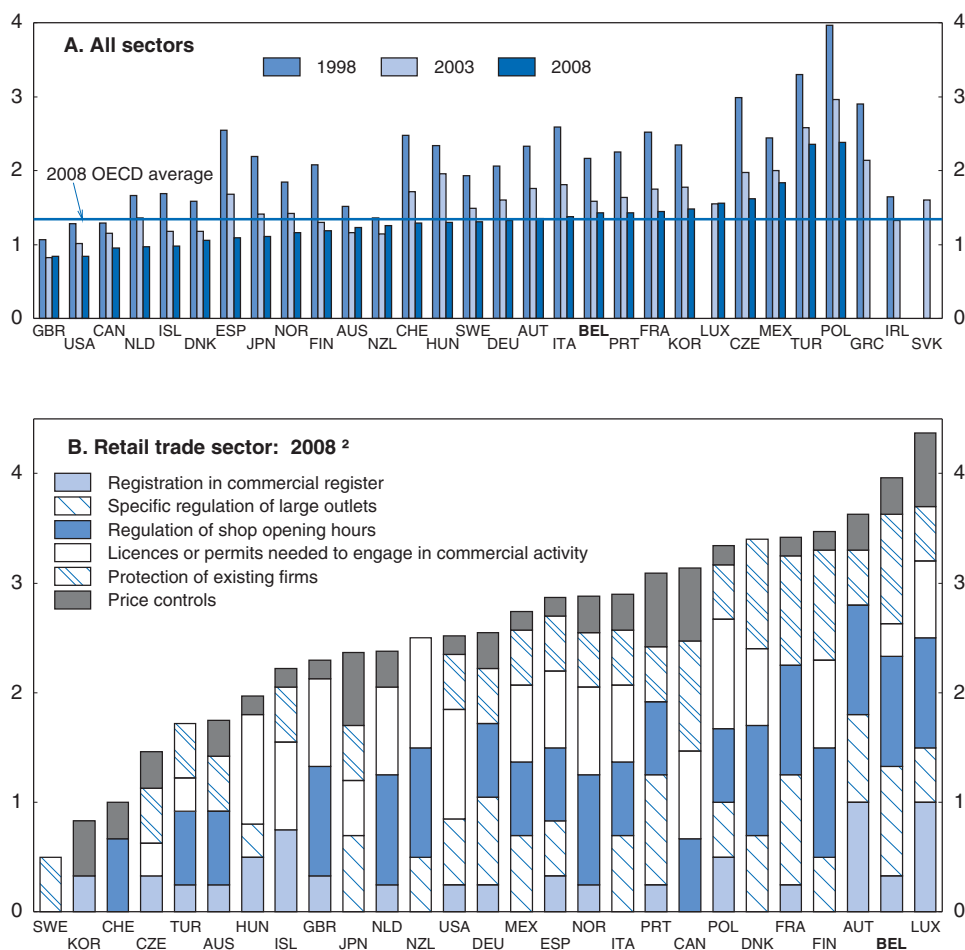 A. All sectors
1998 2003 2008
2008 OECD average
4 4
3 3
2 2
1 1
0 0
GBR CAN ISL ESP NOR AUS CHE SWE AUT BEL FRA LUX MEX POL IRL
USA NLD DNK JPN FIN NZL HUN DEU ITA PRT KOR CZE TUR GRC SVK
B. Retail trade sector: 2008 ²
Registration in commercial register
Specific regulation of large outlets
Regulation of shop opening hours
Licences or permits needed to engage in commercial activity
Protection of existing firms
Price controls
4 4
3 3
2 2
1 1
0 0
SWE CHE TUR HUN GBR NLD USA MEX NOR PRT POL FRA AUT LUX
KOR CZE AUS ISL JPN NZL DEU ESP ITA CAN DNK FIN BEL